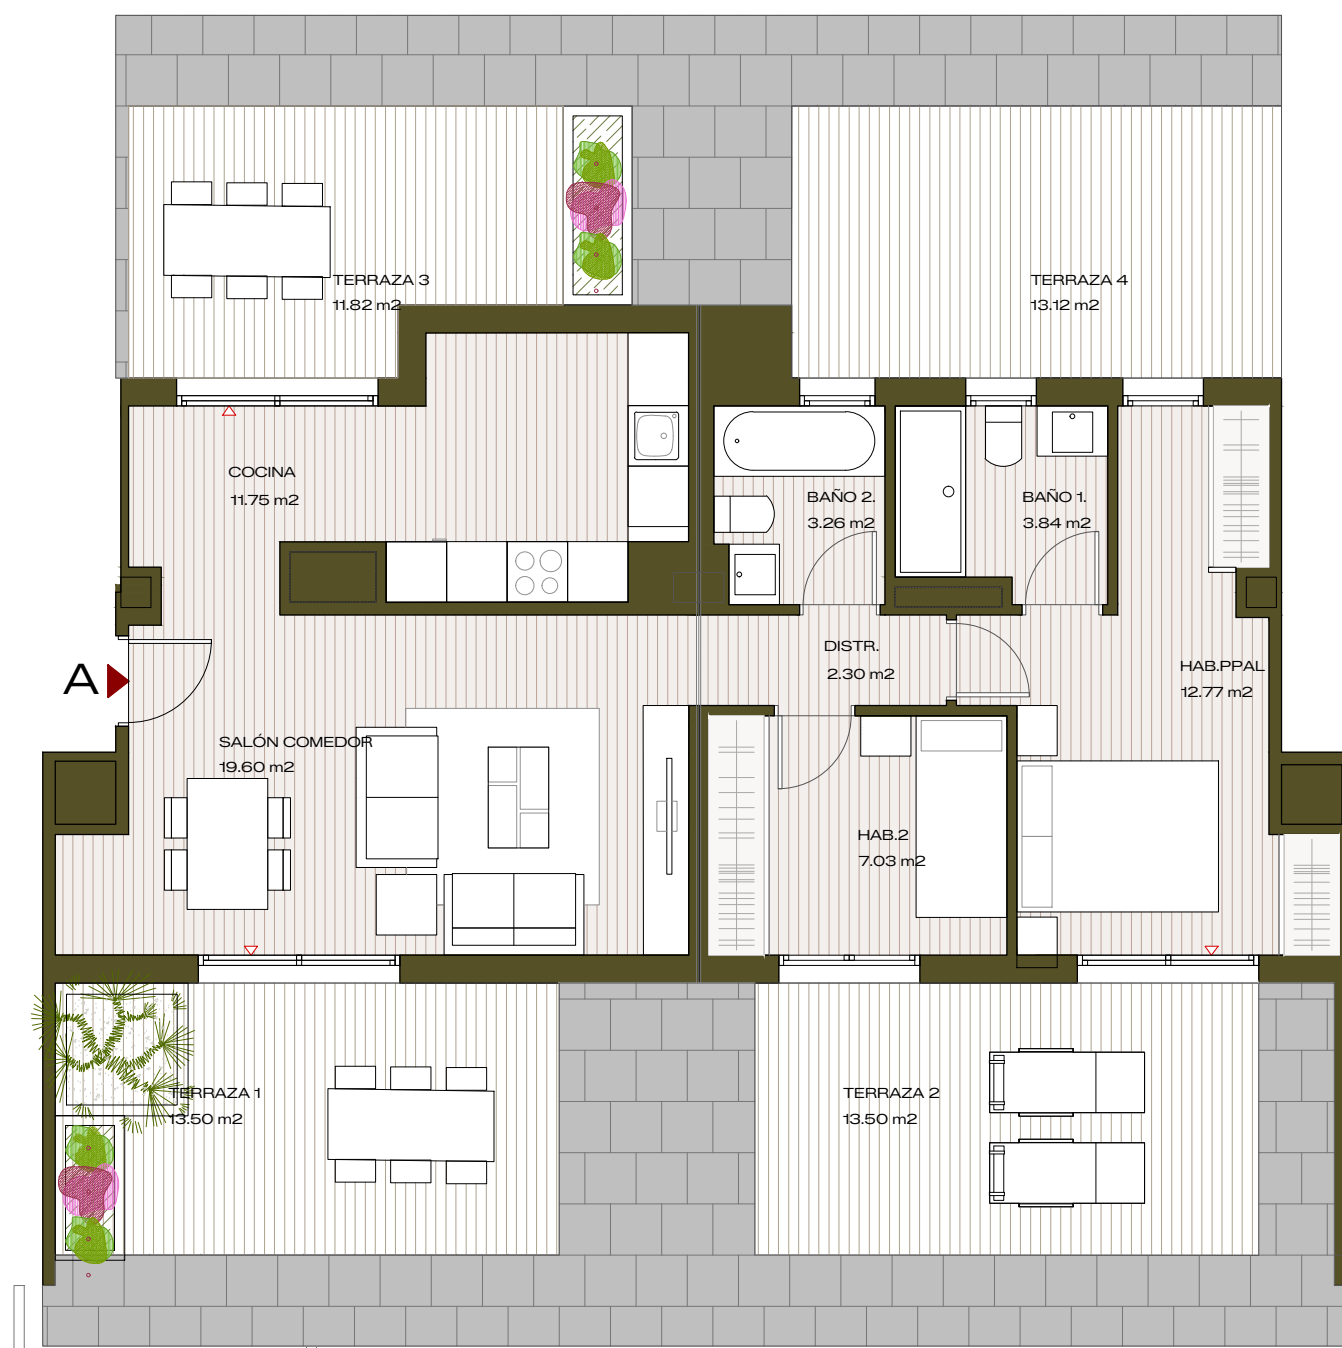 TERRAZA 3
11.82 m2
TERRAZA 4
13.12 m2
COCINA
11.75 m2
BAÑO 2.
3.26 m2
BAÑO 1.
3.84 m2
DISTR.
2.30 m2
HAB.PPAL
12.77 m2
A
SALÓN COMEDOR
19.60 m2
HAB.2
7.03 m2
TERRAZA 1
13.50 m2
TERRAZA 2
13.50 m2